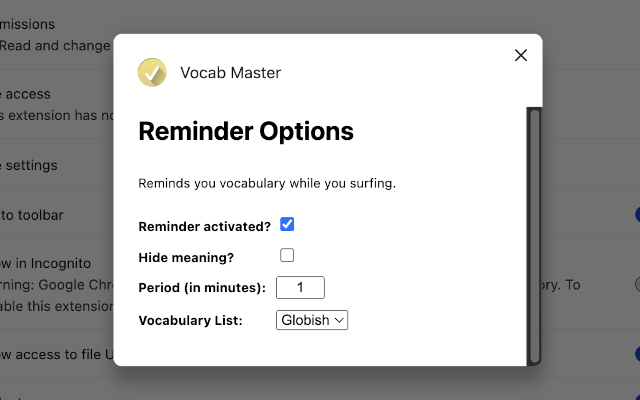 missions
Read and change
Vocab Master
access
s extension has no
Reminder Options
settings
Reminds you vocabulary while you surfing.
to toolbar
Reminder activated?
Hide meaning?
w in Incognito
rning: Google Chr
ory. To
Period (in minutes): 1
able this extension
Vocabulary List: Globish
ow access to file U